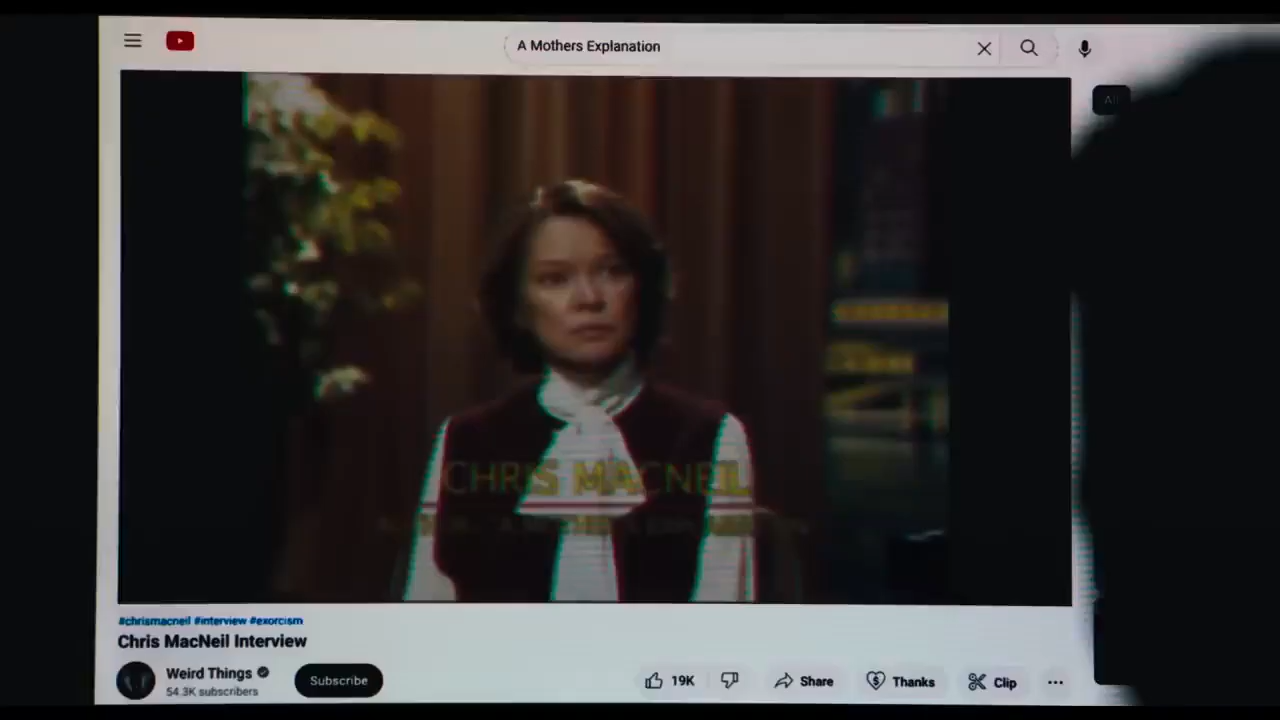 A Mothers Explanation
All
CHRIS MACNEIL
#chrismacneil #interview #exorcism
Chris MacNeil Interview
Weird Things
54.3K subscribers
Subscribe
19K
Share
Thanks
Clip